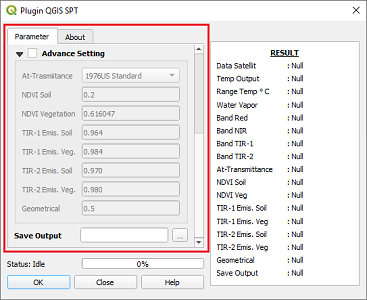 Plugin QGIS SPT
Parameter
About
Advance Setting
At-Trasmiitance 1976US Standard
NDVI Soil 0.2
NDVI Vegetation 0.616047
TIR-1 Emis. Soil 0.964
TIR-1 Emis. Veg. 0.984
TIR-2 Emis. Soil 0.970
TIR-2 Emis. Veg. 0.980
Geometrical 0.5
Save Output ...
Status: Idle 0%
OK Close Help
RESULT
Data Satellit : Null
Temp Output : Null
Range Temp ° C : Null
Water Vapor : Null
Band Red : Null
Band NIR : Null
Band TIR-1 : Null
Band TIR-2 : Null
At-Transmittance : Null
NDVI Soil : Null
NDVI Veg : Null
TIR-1 Emis. Soil : Null
TIR-1 Emis. Veg : Null
TIR-2 Emis. Soil : Null
TIR-2 Emis. Veg : Null
Geometrical : Null
Save Output : Null